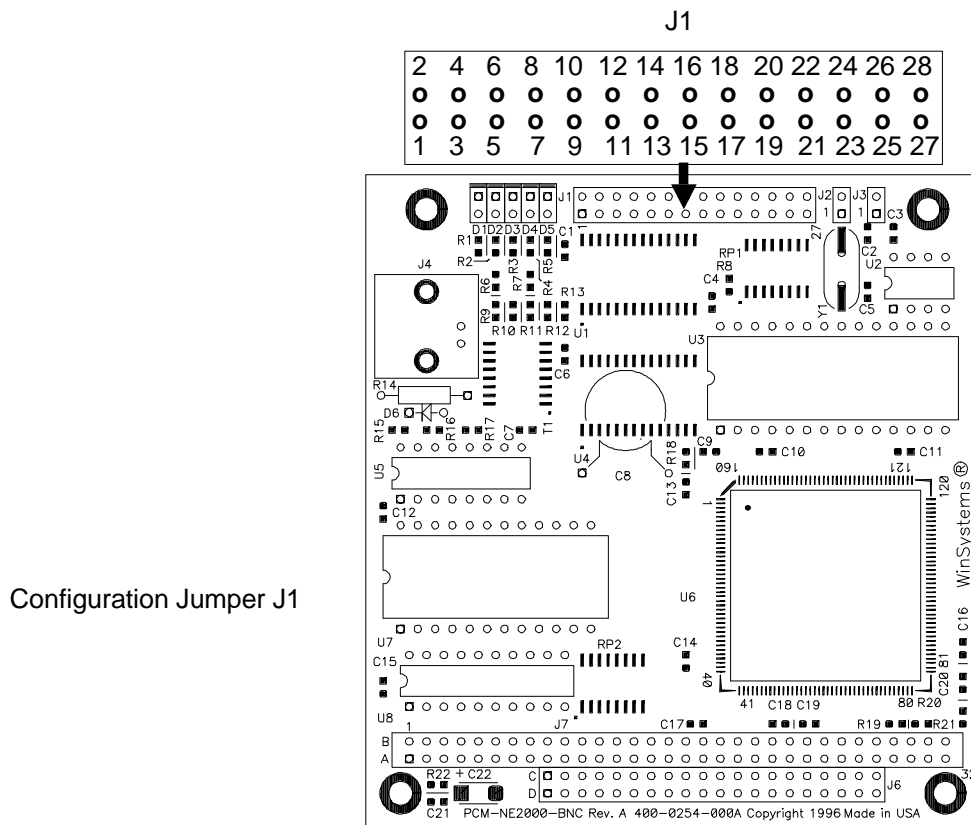 J1
2 4 6 8 10 12 14 16 18 20 22 24 26 28
o o o o o o o o o o o o o o
o o o o o o o o o o o o o o
1 3 5 7 9 11 13 15 17 19 21 23 25 27
J1 J2 J3
1 1
D1 D2 D3 D4 D5 C1 1 27 C3
R1 RP1 C2
R2 R3 R5 U2
J4 R8
R6 R7 R4 C4
R13 Y1 C5
R9
R10 R11 R12 U1 U3
C6
R14
D6
R15 R16 R17 C7 T1
R18 C9 C10 C11
U4 160 121
U5 C8 120
C13 1
C12
WinSystems®
Configuration Jumper J1
U6
C16
U7 RP2 C14
C15 40 81
C20
41 C18 C19 80 R20
U8 1 J7 C17 R19 R21
B
A
R22 + C22 C 32
D J6
C21 PCM-NE2000-BNC Rev. A 400-0254-000A Copyright 1996 Made in USA